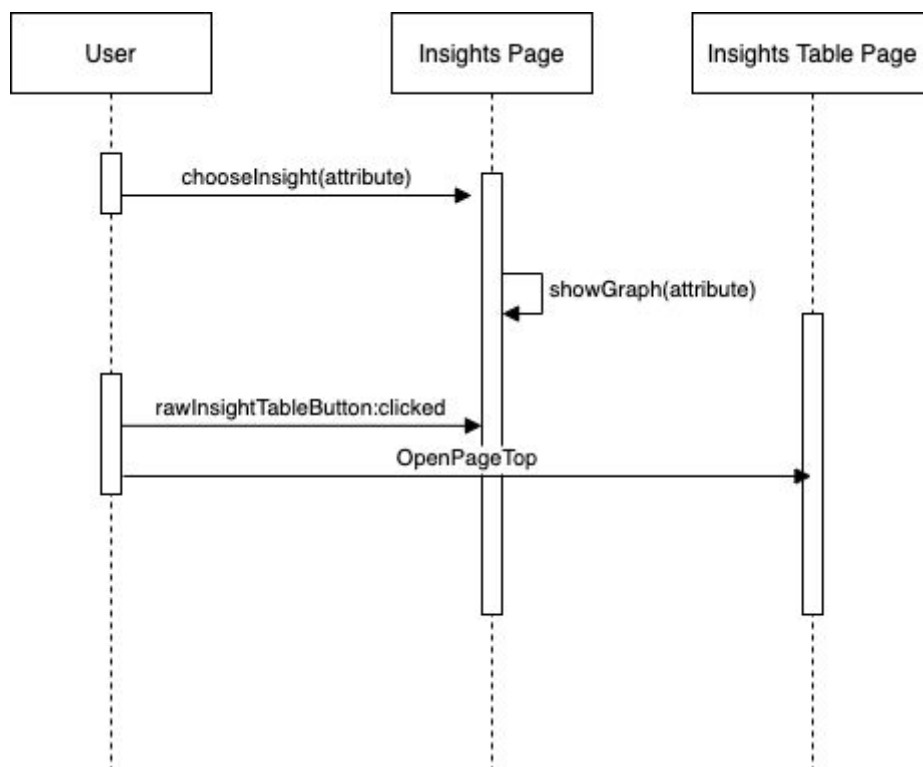 User
Insights Page
Insights Table Page
chooseInsight(attribute)
showGraph(attribute)
rawInsightTableButton:clicked
OpenPageTop